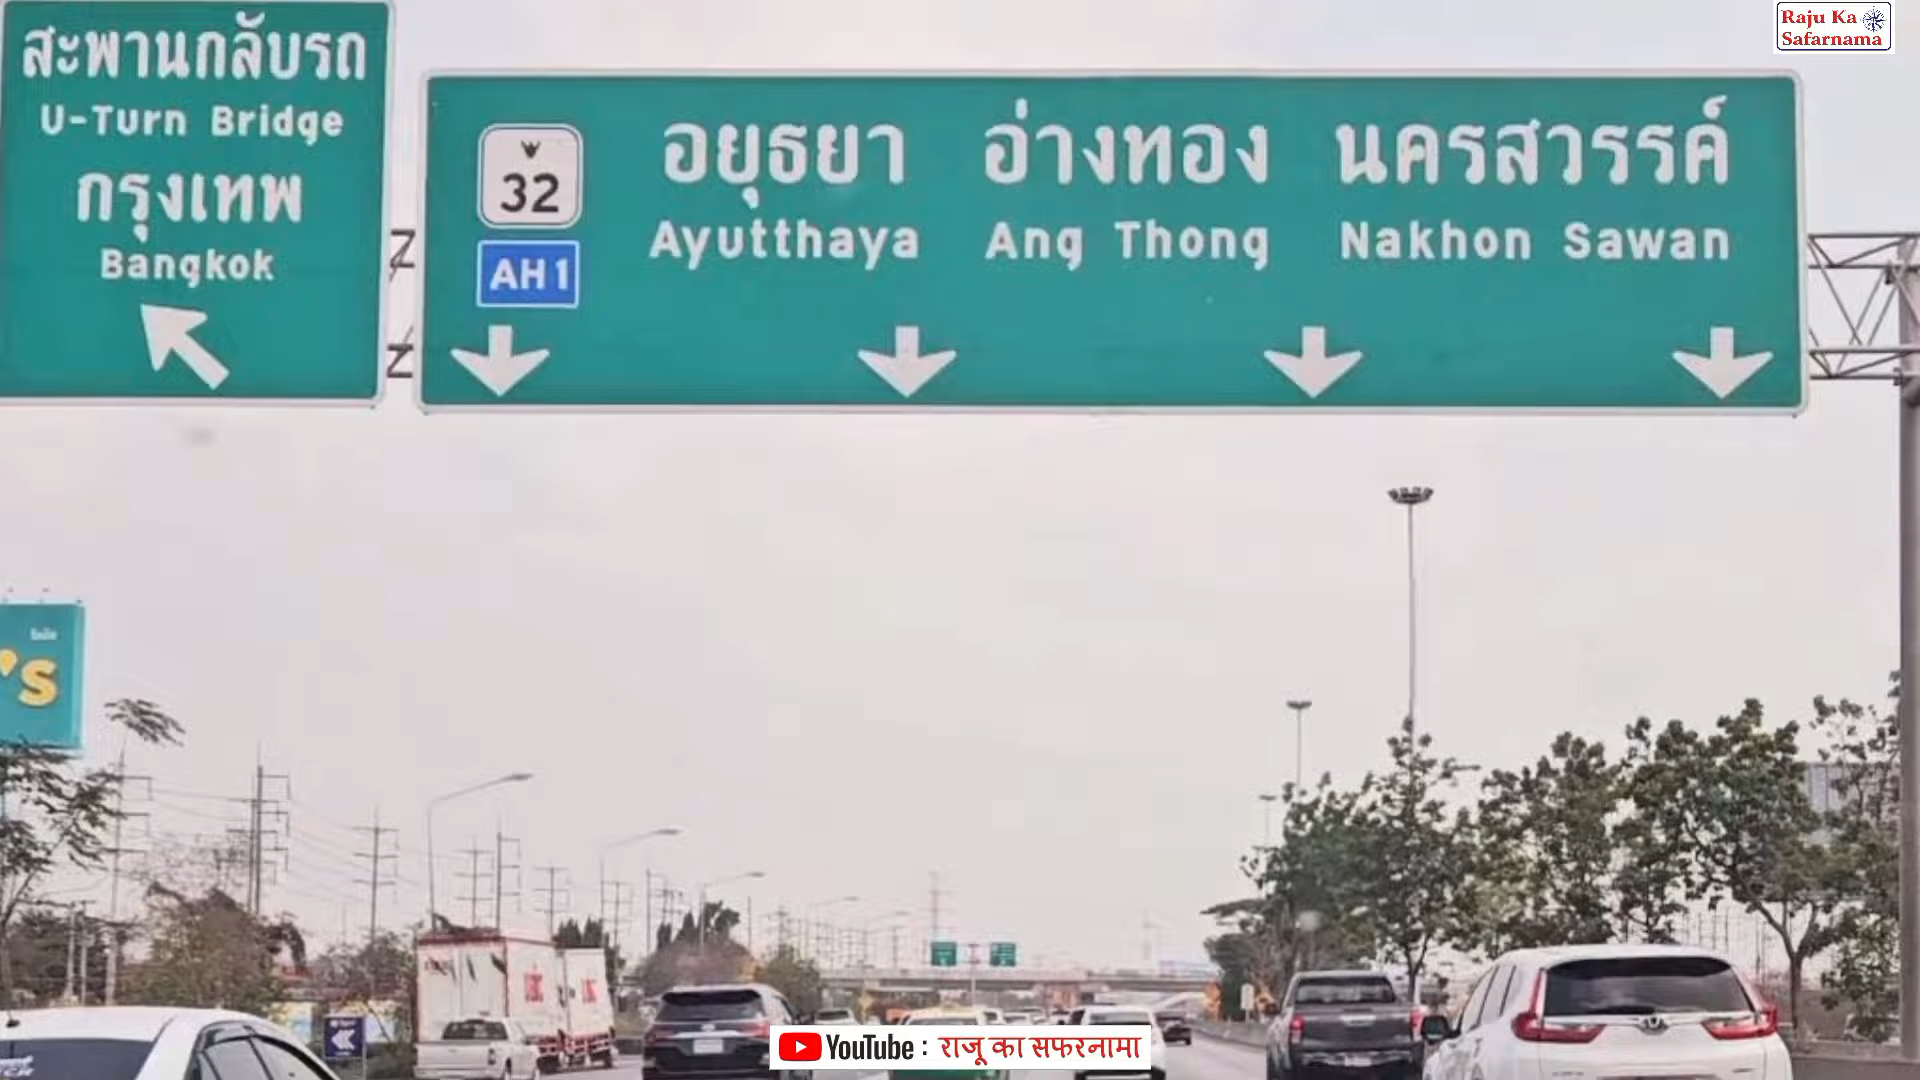 สะพานกลับรถ
U-Turn Bridge
กรุงเทพ
Bangkok
32
AH1
อยุธยา อ่างทอง นครสวรรค์
Ayutthaya Ang Thong Nakhon Sawan
Raju Ka
Safarnama
's
YouTube : राजू का सफरनामा